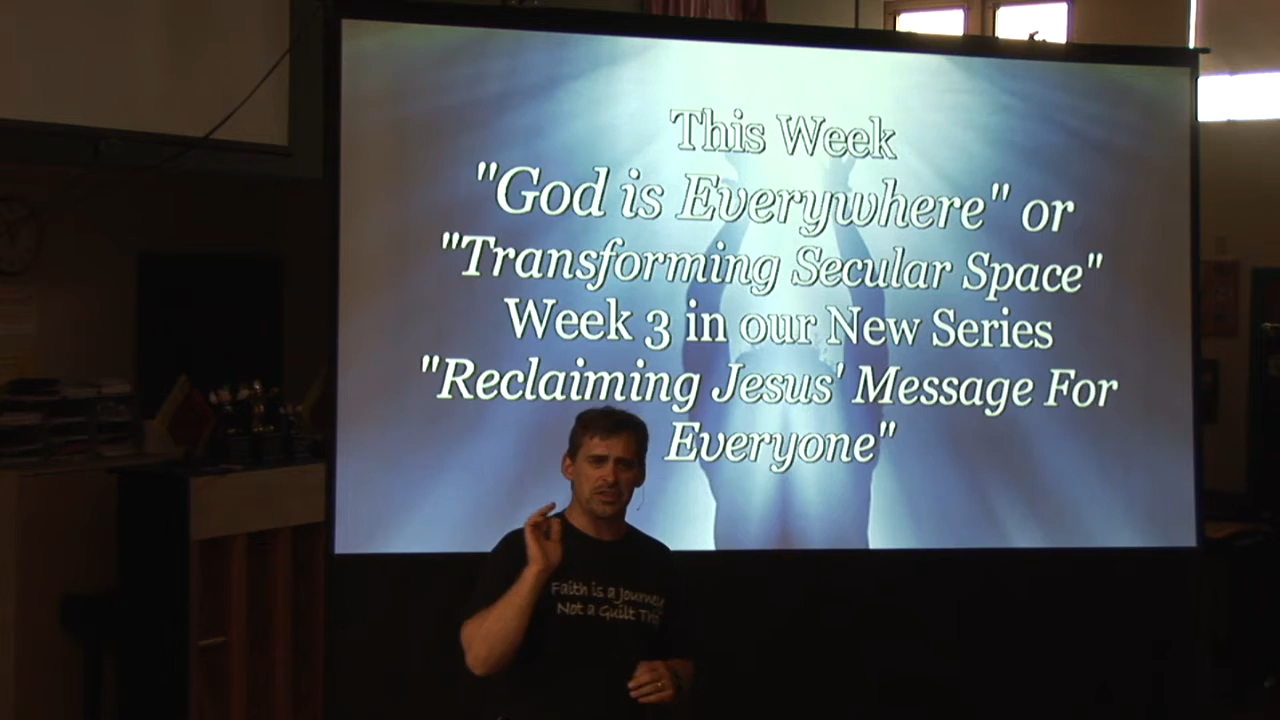 This Week
"God is Everywhere" or
"Transforming Secular Space"
Week 3 in our New Series
"Reclaiming Jesus' Message For
Everyone"
Faith is a Journey
Not a Guilt Trip